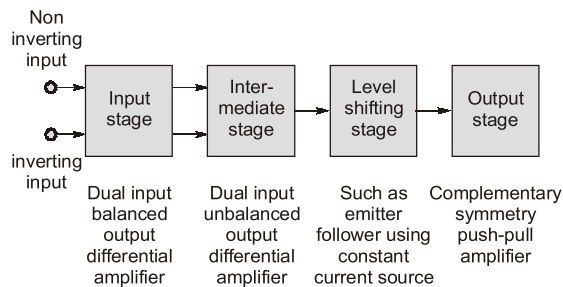 Non
inverting
input
inverting
input
Input
stage
Inter-
mediate
stage
Level
shifting
stage
Output
stage
Dual input
balanced
output
differential
amplifier
Dual input
unbalanced
output
differential
amplifier
Such as
emitter
follower using
constant
current source
Complementary
symmetry
push-pull
amplifier